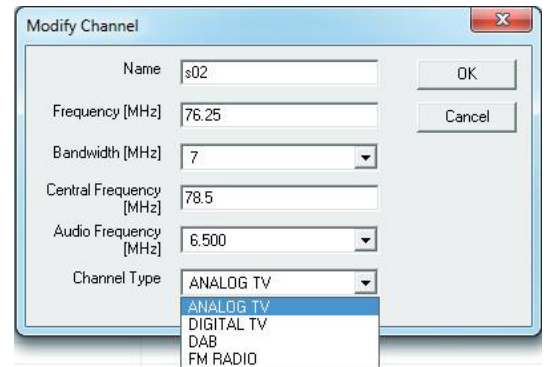 Modify Channel
Name s02 OK
Frequency [MHz] 76.25 Cancel
Bandwidth [MHz] 7
Central Frequency
[MHz] 78.5
Audio Frequency
[MHz] 6.500
Channel Type ANALOG TV
ANALOG TV
DIGITAL TV
DAB
FM RADIO